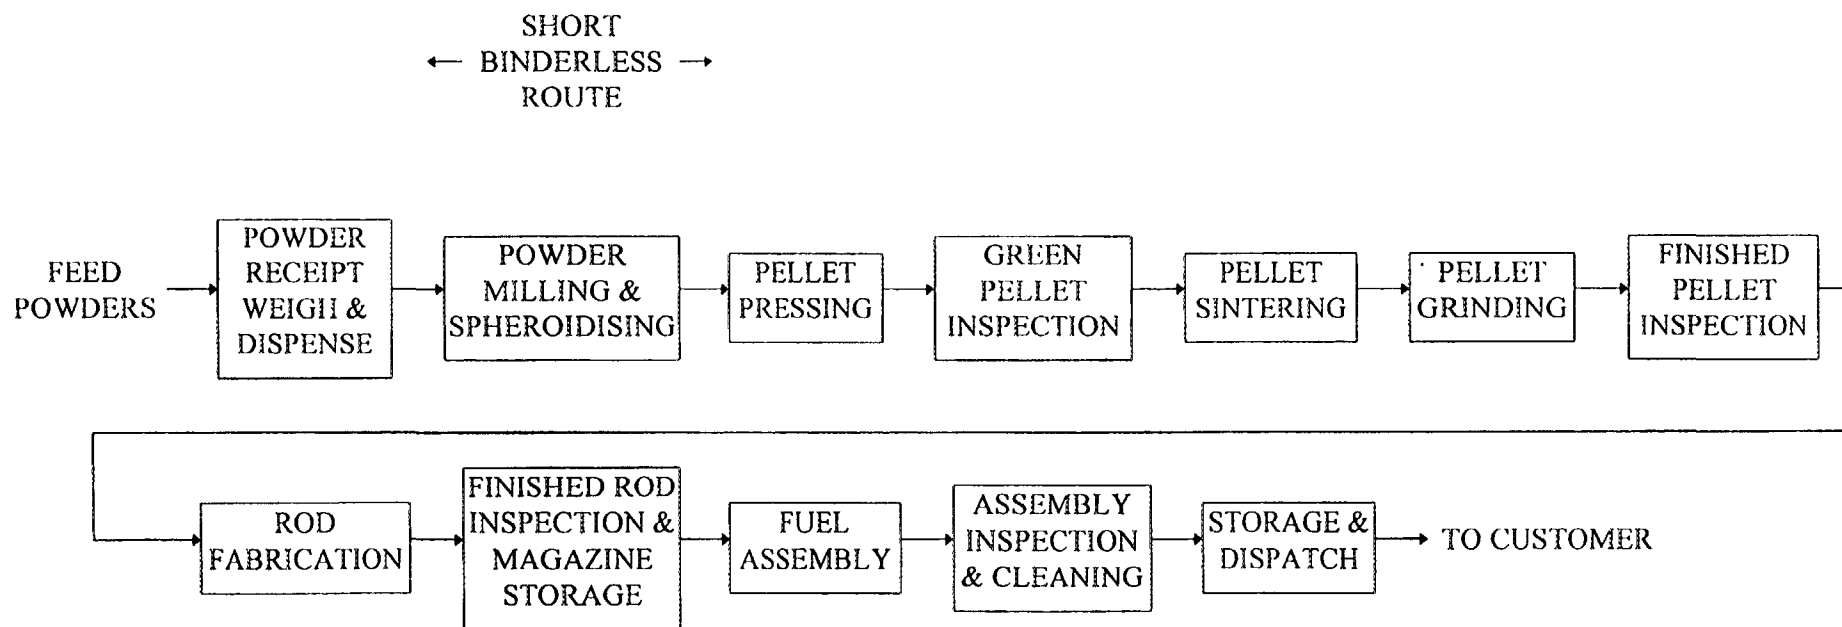 SHORT
BINDERLESS
ROUTE
FEED
POWDERS
POWDER
RECEIPT
WEIGH &
DISPENSE
POWDER
MILLING &
SPHEROIDISING
PELLET
PRESSING
GREEN
PELLET
INSPECTION
PELLET
SINTERING
PELLET
GRINDING
FINISHED
PELLET
INSPECTION
ROD
FABRICATION
FINISHED ROD
INSPECTION &
MAGAZINE
STORAGE
FUEL
ASSEMBLY
ASSEMBLY
INSPECTION
& CLEANING
STORAGE &
DISPATCH
TO CUSTOMER